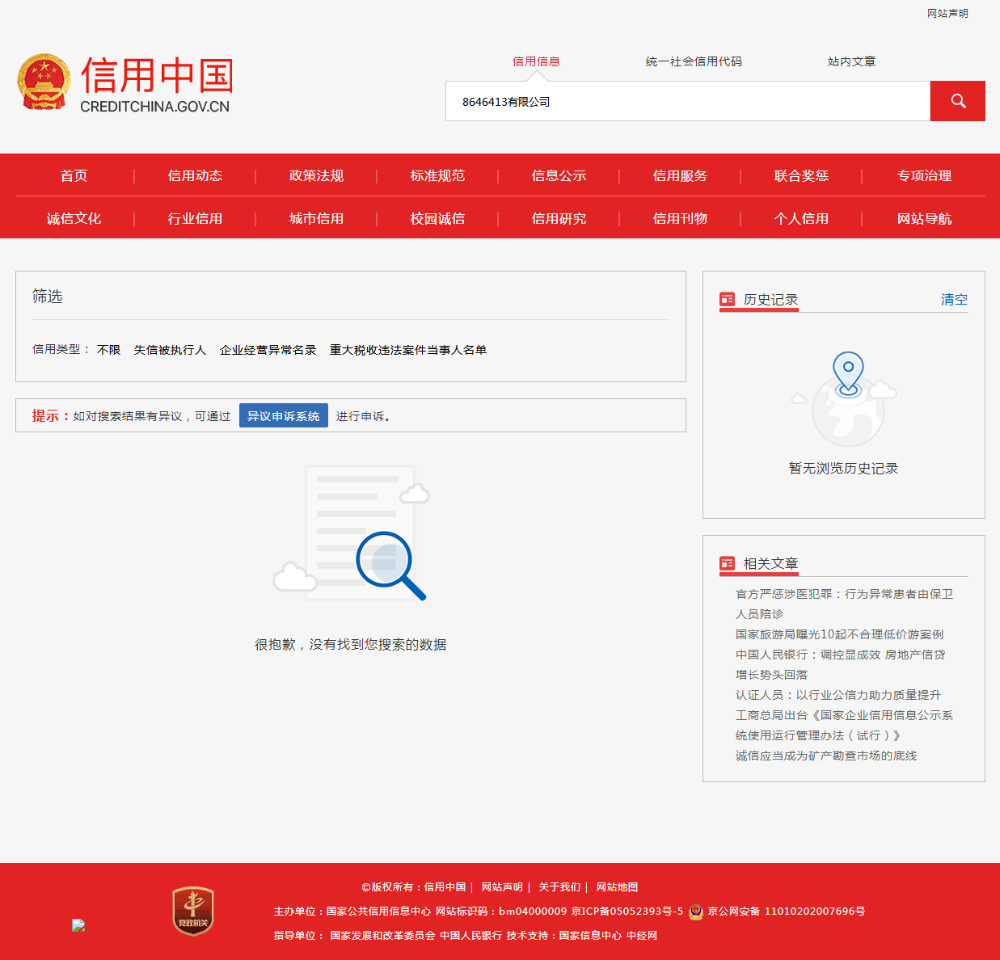 网站声明
信用中国
CREDITCHINA.GOV.CN
信用信息 统一社会信用代码 站内文章
8646413有限公司
首页 信用动态 政策法规 标准规范 信息公示 信用服务 联合奖惩 专项治理
诚信文化 行业信用 城市信用 校园诚信 信用研究 信用刊物 个人信用 网站导航
筛选
信用类型： 不限 失信被执行人 企业经营异常名录 重大税收违法案件当事人名单
提示：如对搜索结果有异议，可通过 异议申诉系统 进行申诉。
很抱歉，没有找到您搜索的数据
历史记录 清空
暂无浏览历史记录
相关文章
官方严惩涉医犯罪：行为异常患者由保卫
人员陪诊
国家旅游局曝光10起不合理低价游案例
中国人民银行：调控显成效 房地产信贷
增长势头回落
认证人员：以行业公信力助力质量提升
工商总局出台《国家企业信用信息公示系
统使用运行管理办法（试行）》
诚信应当成为矿产勘查市场的底线
©版权所有：信用中国 | 网站声明 | 关于我们 | 网站地图
党政机关
主办单位：国家公共信用信息中心 网站标识码：bm04000009 京ICP备05052393号-5 京公网安备 11010202007696号
指导单位： 国家发展和改革委员会 中国人民银行 技术支持：国家信息中心 中经网